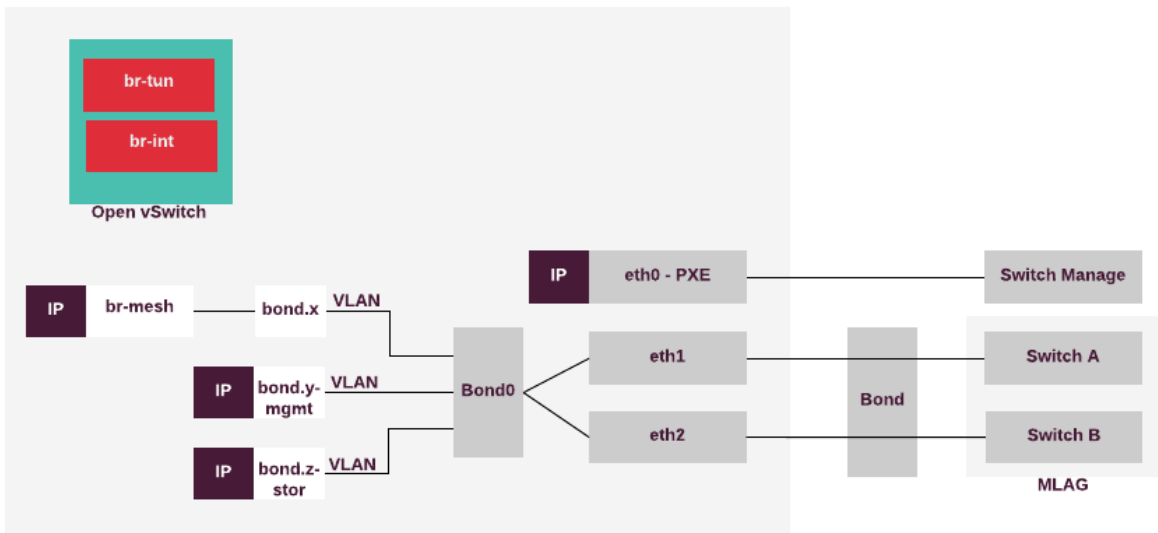 br-tun
br-int
Open vSwitch
IP
eth0 - PXE
Switch Manage
IP
br-mesh
bond.x
VLAN
eth1
Switch A
IP
bond.y-
mgmt
VLAN
Bond0
Bond
eth2
Switch B
IP
bond.z-
stor
VLAN
MLAG